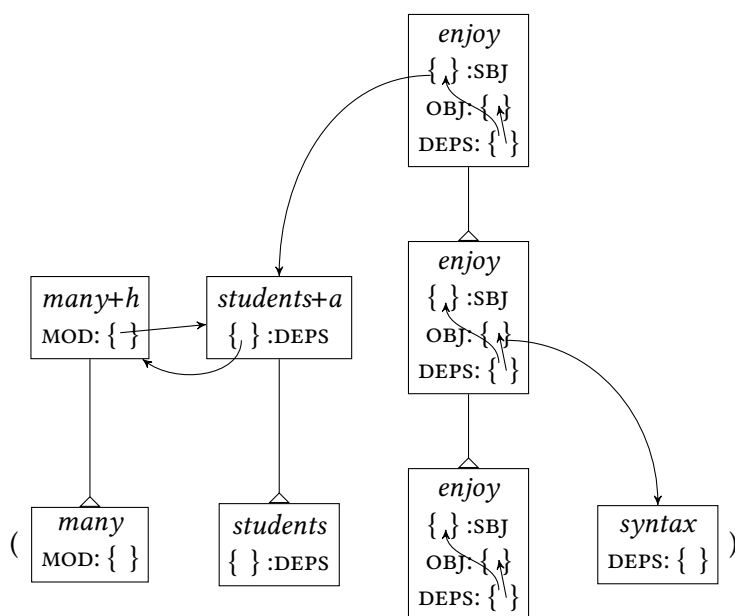 enjoy
{ } :SBJ
OBJ: { }
DEPS: { }
many+h
MOD: { }
students+a
{ } :DEPS
enjoy
{ } :SBJ
OBJ: { }
DEPS: { }
(
many
MOD: { }
students
{ } :DEPS
enjoy
{ } :SBJ
OBJ: { }
DEPS: { }
syntax
DEPS: { }
)